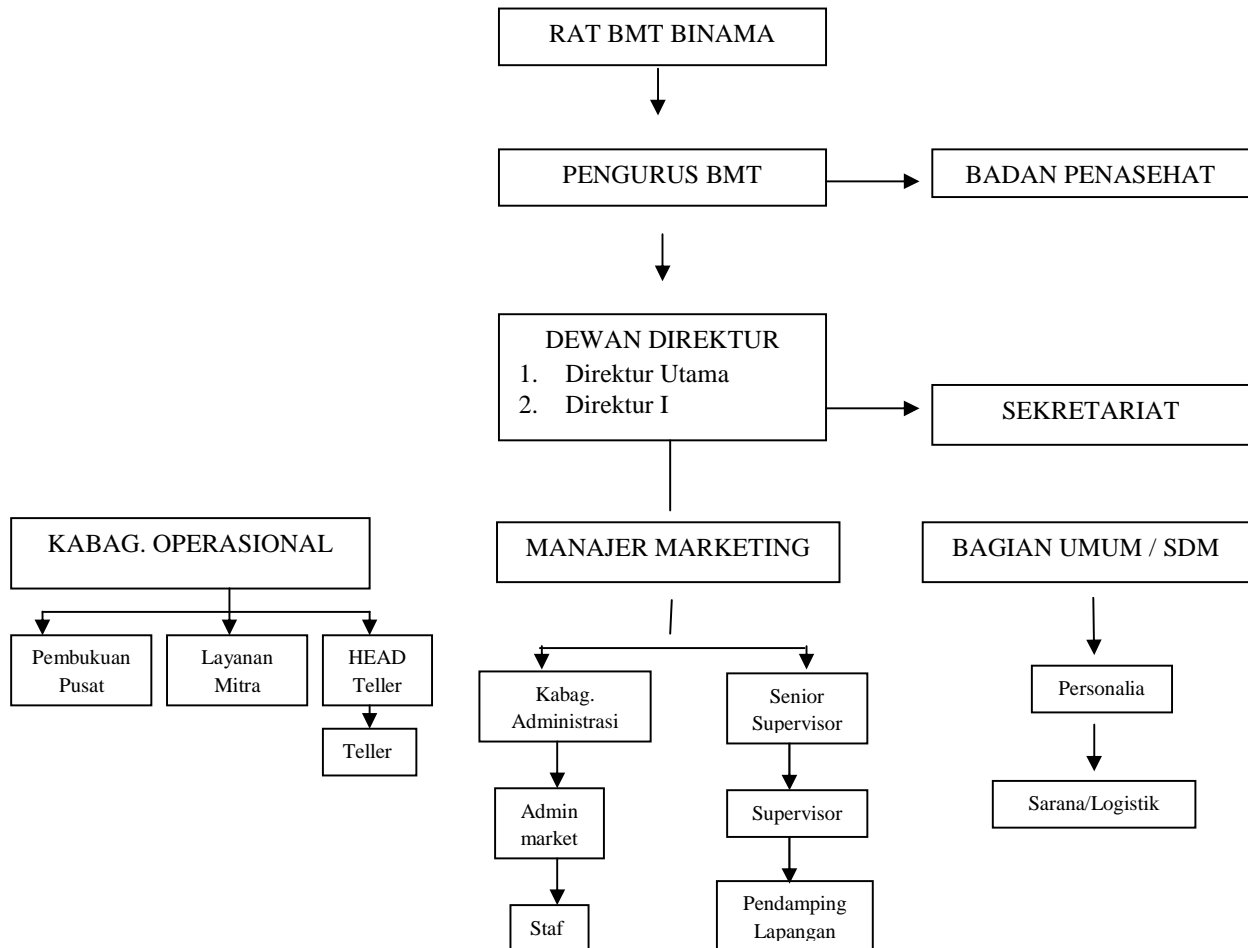 RAT BMT BINAMA
PENGURUS BMT
BADAN PENASEHAT
DEWAN DIREKTUR
1. Direktur Utama
2. Direktur I
SEKRETARIAT
KABAG. OPERASIONAL
MANAJER MARKETING
BAGIAN UMUM / SDM
Pembukuan
Pusat
Layanan
Mitra
HEAD
Teller
Teller
Kabag.
Administrasi
Senior
Supervisor
Personalia
Admin
market
Supervisor
Sarana/Logistik
Staf
Pendamping
Lapangan